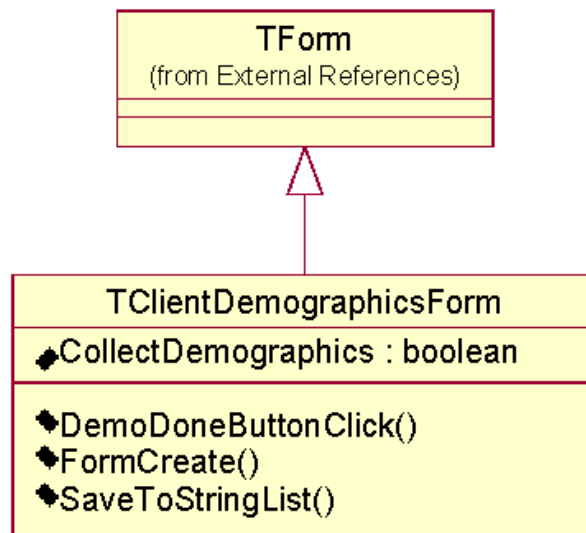 TForm
(from External References)
TClientDemographicsForm
CollectDemographics : boolean
DemoDoneButtonClick()
FormCreate()
SaveToStringList()